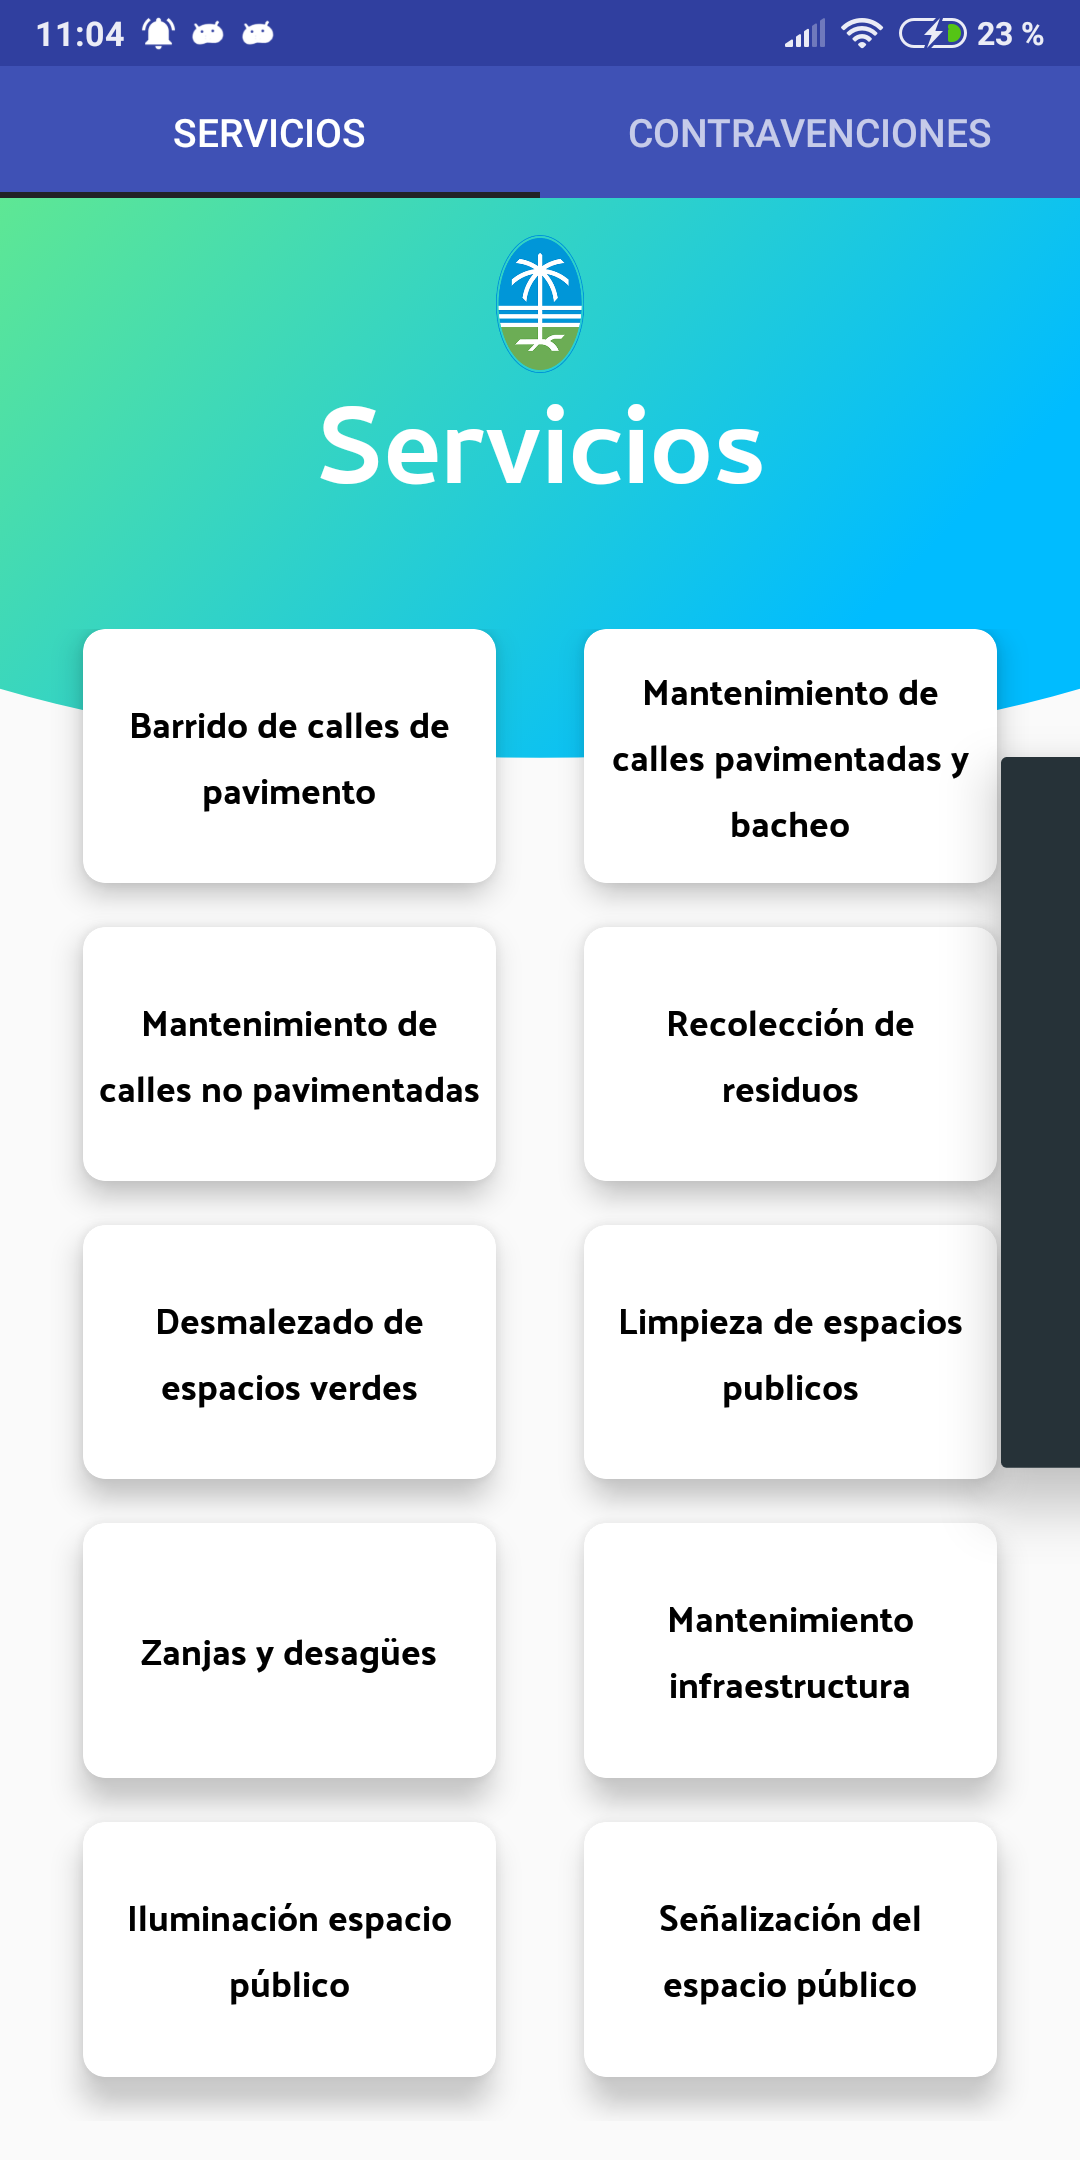 11:04
23 %
SERVICIOS
CONTRAVENCIONES
Servicios
Barrido de calles de
pavimento
Mantenimiento de
calles pavimentadas y
bacheo
Mantenimiento de
calles no pavimentadas
Recolección de
residuos
Desmalezado de
espacios verdes
Limpieza de espacios
publicos
Zanjas y desagües
Mantenimiento
infraestructura
Iluminación espacio
público
Señalización del
espacio público